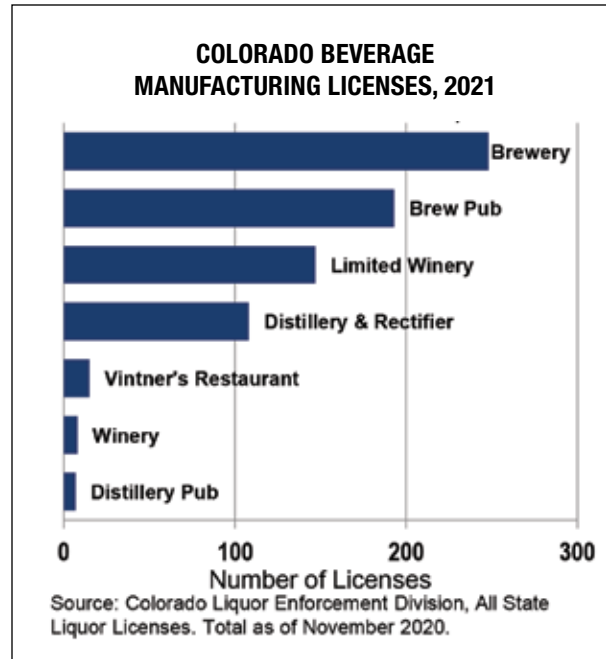 COLORADO BEVERAGE
MANUFACTURING LICENSES, 2021
Brewery
Brew Pub
Limited Winery
Distillery & Rectifier
Vintner's Restaurant
Winery
Distillery Pub
0 100 200 300
Number of Licenses
Source: Colorado Liquor Enforcement Division, All State
Liquor Licenses. Total as of November 2020.